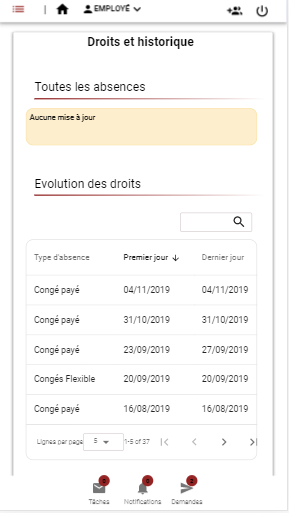 EMPLOYÉ
Droits et historique
Toutes les absences
Aucune mise à jour
Evolution des droits
Type d'absence Premier jour Dernier jour
Congé payé 04/11/2019 04/11/2019
Congé payé 31/10/2019 31/10/2019
Congé payé 23/09/2019 27/09/2019
Congés Flexible 20/09/2019 20/09/2019
Congé payé 16/08/2019 16/08/2019
Lignes par page 5 1-5 of 37
Tâches Notifications Demandes